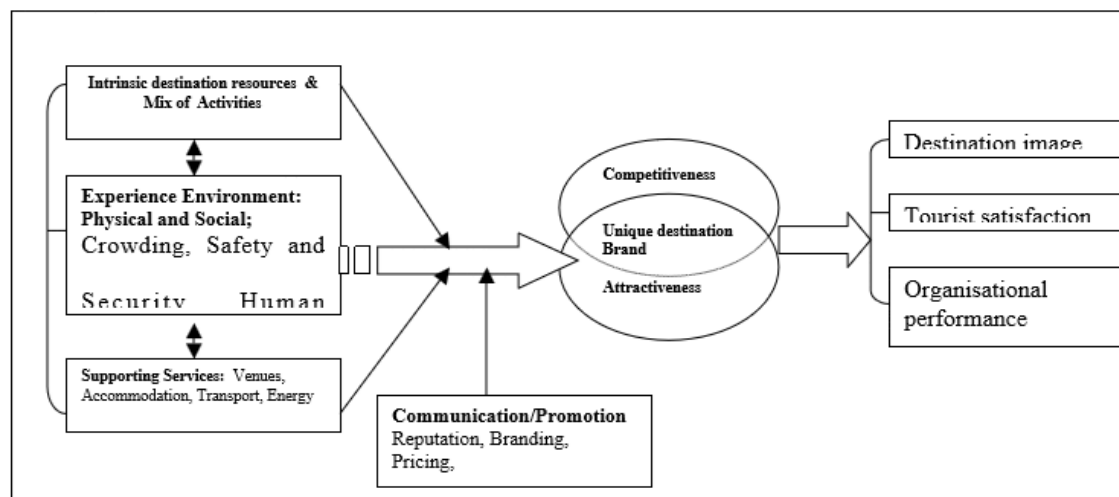 Intrinsic destination resources &
Mix of Activities
Experience Environment:
Physical and Social;
Crowding, Safety and
Security Human
Supporting Services: Venues,
Accommodation, Transport, Energy
Communication/Promotion
Reputation, Branding,
Pricing,
Competitiveness
Unique destination
Brand
Attractiveness
Destination image
Tourist satisfaction
Organisational
performance